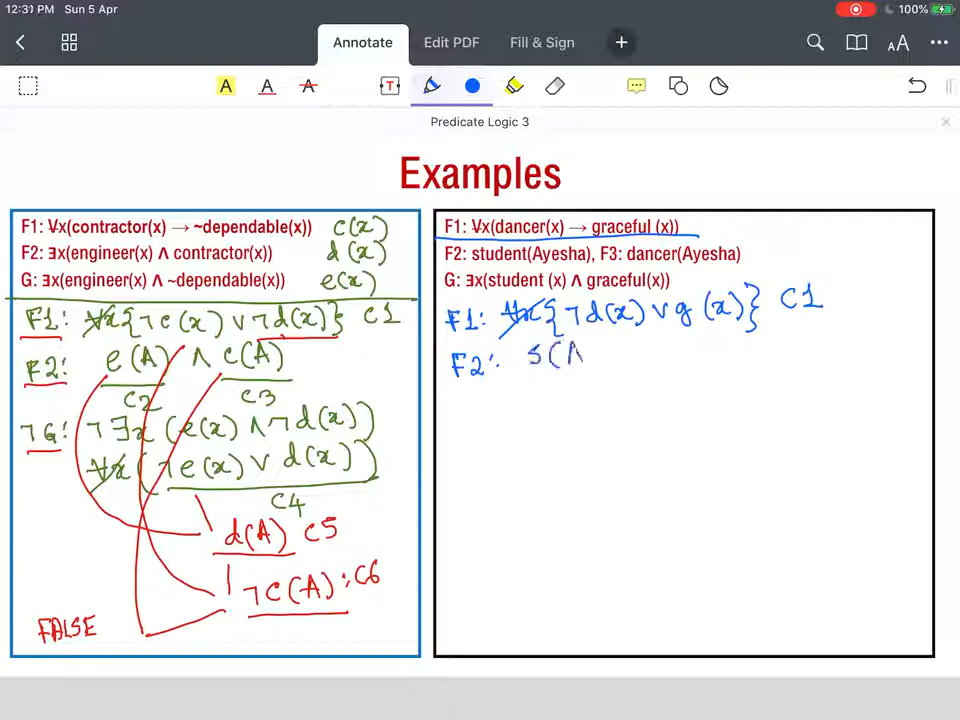 12:31 PM Sun 5 Apr
100%
Annotate Edit PDF Fill & Sign
Predicate Logic 3
Examples
F1: ∀x(contractor(x) → ~dependable(x)) c(x)
F2: ∃x(engineer(x) Λ contractor(x)) d(x)
G: ∃x(engineer(x) Λ ~dependable(x)) e(x)
F1: ∀x{¬c(x) ∨ ¬d(x)} C1
F2: e(A) ∧ c(A)
C2 C3
¬G: ¬∃x(e(x) ∧ ¬d(x))
∀x(¬e(x) ∨ d(x))
C4
d(A) C5
¬c(A) : C6
FALSE
F1: ∀x(dancer(x) → graceful (x))
F2: student(Ayesha), F3: dancer(Ayesha)
G: ∃x(student (x) Λ graceful(x))
F1: ∀x{¬d(x) ∨ g(x)} C1
F2: S(A